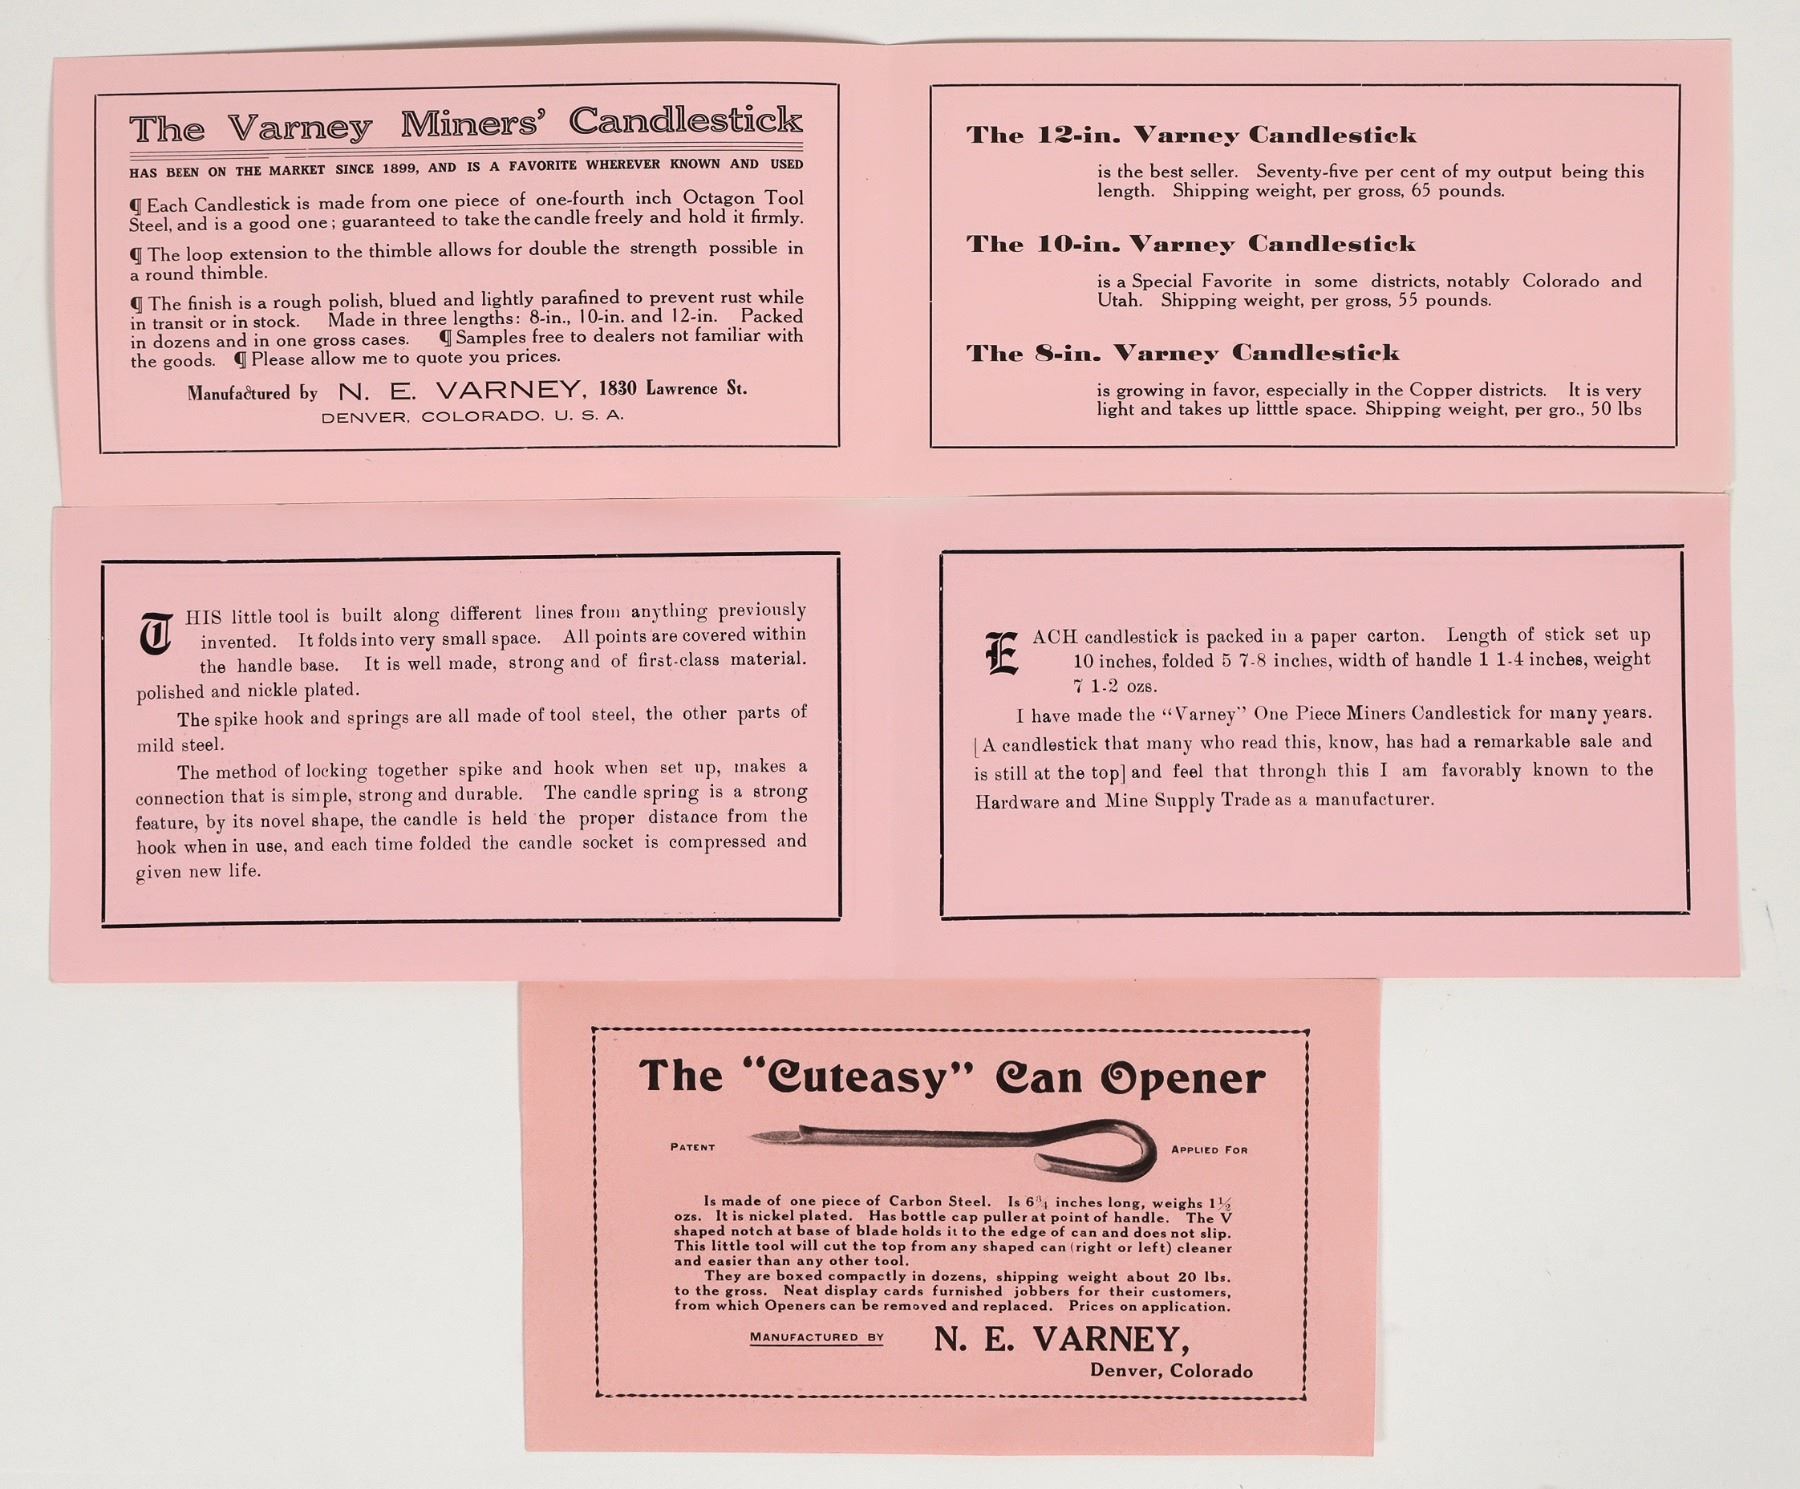 The Varney Miners' Candlestick
HAS BEEN ON THE MARKET SINCE 1899, AND IS A FAVORITE WHEREVER KNOWN AND USED
¶ Each Candlestick is made from one piece of one-fourth inch Octagon Tool
Steel, and is a good one; guaranteed to take the candle freely and hold it firmly.
¶ The loop extension to the thimble allows for double the strength possible in
a round thimble.
¶ The finish is a rough polish, blued and lightly parafined to prevent rust while
in transit or in stock. Made in three lengths: 8-in., 10-in. and 12-in. Packed
in dozens and in one gross cases. ¶ Samples free to dealers not familiar with
the goods. ¶ Please allow me to quote you prices.
Manufactured by N. E. VARNEY, 1830 Lawrence St.
DENVER, COLORADO, U. S. A.
The 12-in. Varney Candlestick
is the best seller. Seventy-five per cent of my output being this
length. Shipping weight, per gross, 65 pounds.
The 10-in. Varney Candlestick
is a Special Favorite in some districts, notably Colorado and
Utah. Shipping weight, per gross, 55 pounds.
The 8-in. Varney Candlestick
is growing in favor, especially in the Copper districts. It is very
light and takes up litttle space. Shipping weight, per gro., 50 lbs
THIS little tool is built along different lines from anything previously
invented. It folds into very small space. All points are covered within
the handle base. It is well made, strong and of first-class material.
polished and nickle plated.
The spike hook and springs are all made of tool steel, the other parts of
mild steel.
The method of locking together spike and hook when set up, makes a
connection that is simple, strong and durable. The candle spring is a strong
feature, by its novel shape, the candle is held the proper distance from the
hook when in use, and each time folded the candle socket is compressed and
given new life.
EACH candlestick is packed in a paper carton. Length of stick set up
10 inches, folded 5 7-8 inches, width of handle 1 1-4 inches, weight
7 1-2 ozs.
I have made the "Varney" One Piece Miners Candlestick for many years.
[A candlestick that many who read this, know, has had a remarkable sale and
is still at the top] and feel that throngh this I am favorably known to the
Hardware and Mine Supply Trade as a manufacturer.
The "Cuteasy" Can Opener
PATENT APPLIED FOR
Is made of one piece of Carbon Steel. Is 6¾ inches long, weighs 1½
ozs. It is nickel plated. Has bottle cap puller at point of handle. The V
shaped notch at base of blade holds it to the edge of can and does not slip.
This little tool will cut the top from any shaped can (right or left) cleaner
and easier than any other tool.
They are boxed compactly in dozens, shipping weight about 20 lbs.
to the gross. Neat display cards furnished jobbers for their customers,
from which Openers can be removed and replaced. Prices on application.
MANUFACTURED BY N. E. VARNEY,
Denver, Colorado